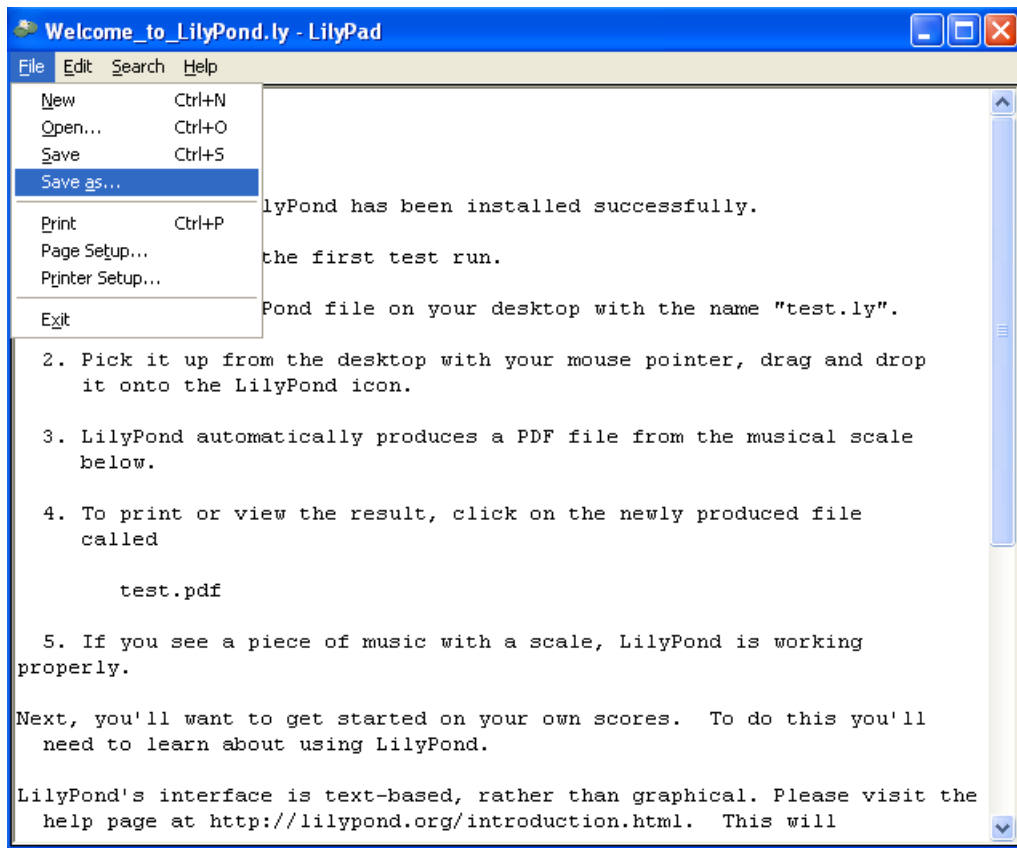 Welcome_to_LilyPond.ly - LilyPad
File Edit Search Help
New Ctrl+N
Open... Ctrl+O
Save Ctrl+S
Save as...
Print Ctrl+P
Page Setup...
Printer Setup...
Exit
lyPond has been installed successfully.
the first test run.
Pond file on your desktop with the name "test.ly".
2. Pick it up from the desktop with your mouse pointer, drag and drop
it onto the LilyPond icon.
3. LilyPond automatically produces a PDF file from the musical scale
below.
4. To print or view the result, click on the newly produced file
called
test.pdf
5. If you see a piece of music with a scale, LilyPond is working
properly.
Next, you'll want to get started on your own scores. To do this you'll
need to learn about using LilyPond.
LilyPond's interface is text-based, rather than graphical. Please visit the
help page at http://lilypond.org/introduction.html. This will